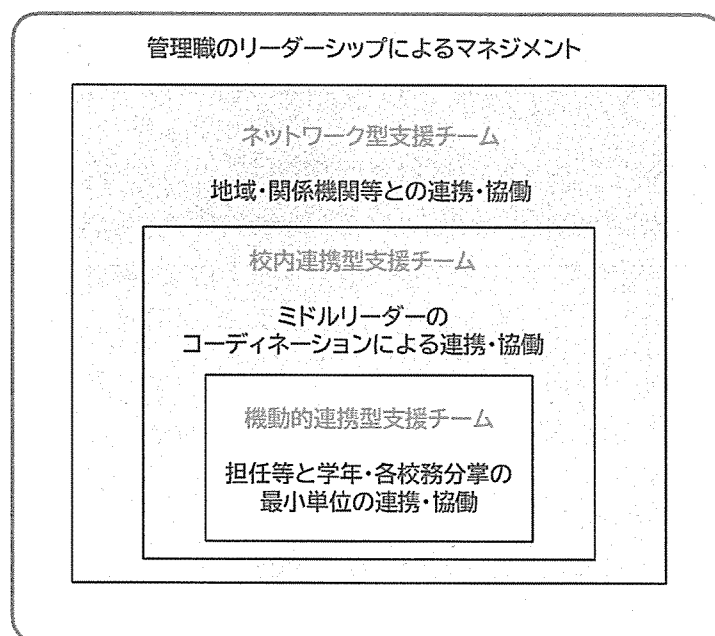 管理職のリーダーシップによるマネジメント
ネットワーク型支援チーム
地域・関係機関等との連携・協働
校内連携型支援チーム
ミドルリーダーの
コーディネーションによる連携・協働
機動的連携型支援チーム
担任等と学年・各校務分掌の
最小単位の連携・協働